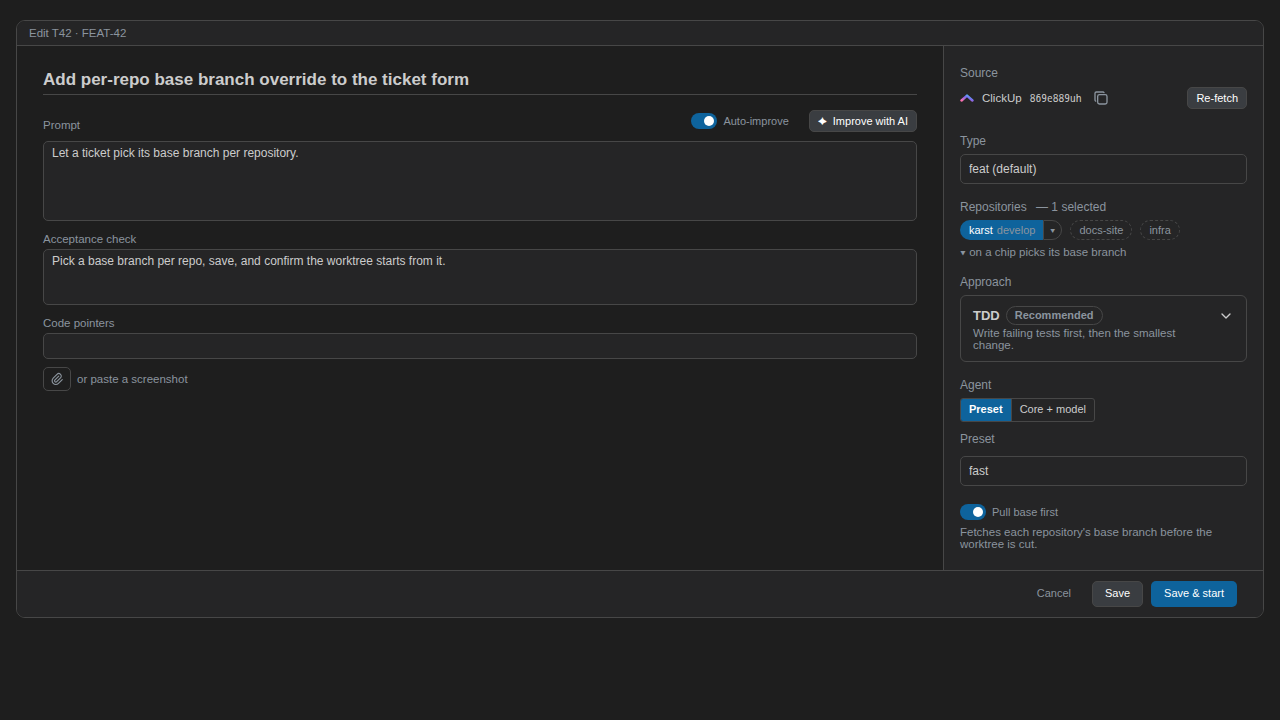 Edit T42 · FEAT-42
Add per-repo base branch override to the ticket form
Prompt
Auto-improve
Improve with AI
Let a ticket pick its base branch per repository.
Acceptance check
Pick a base branch per repo, save, and confirm the worktree starts from it.
Code pointers
or paste a screenshot
Source
ClickUp 869e889uh
Re-fetch
Type
feat (default)
Repositories — 1 selected
karst develop ▾ docs-site infra
▾ on a chip picks its base branch
Approach
TDD Recommended
Write failing tests first, then the smallest
change.
Agent
Preset Core + model
Preset
fast
Pull base first
Fetches each repository's base branch before the
worktree is cut.
Cancel Save Save & start